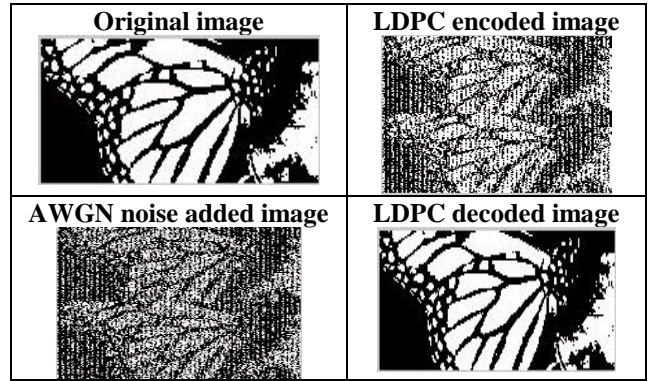 Original image
LDPC encoded image
AWGN noise added image
LDPC decoded image